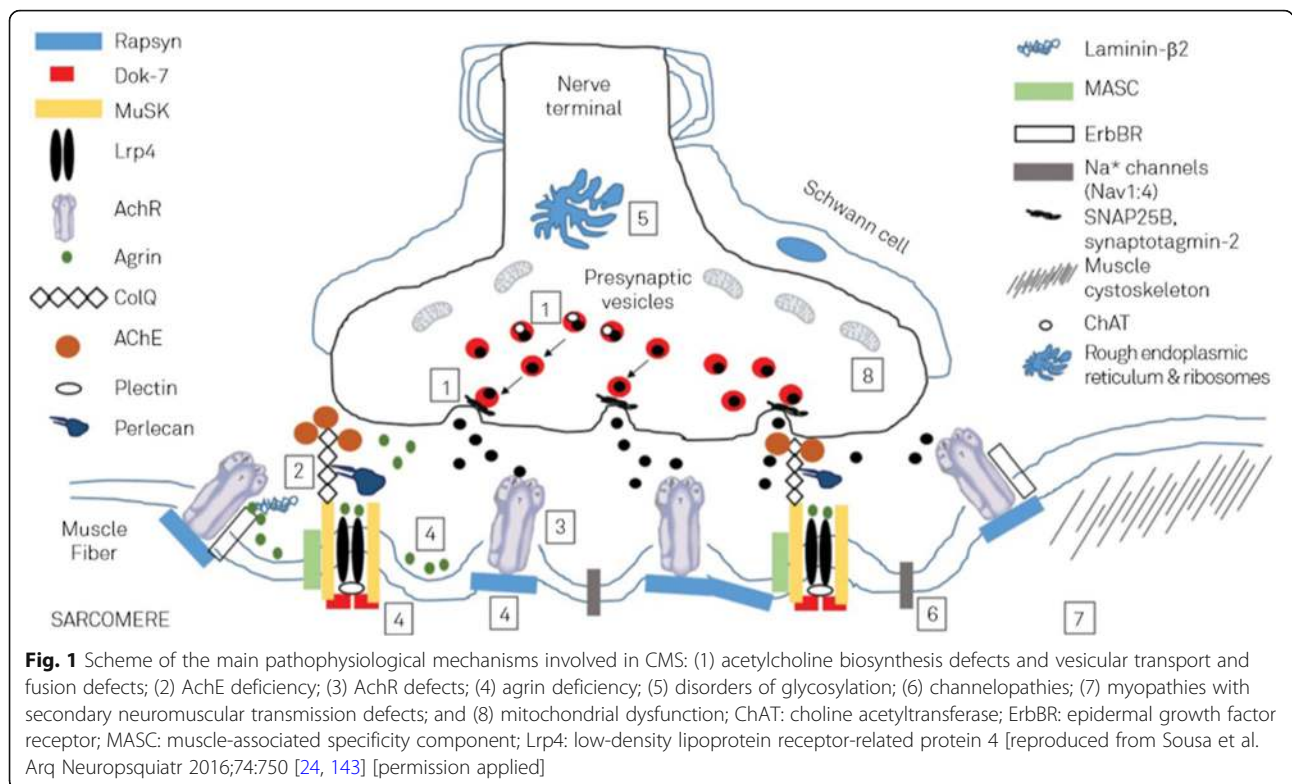 Rapsyn
Dok-7
MuSK
Lrp4
AchR
Agrin
ColQ
AChE
Plectin
Perlecan
Nerve
terminal
5
Schwann cell
Presynaptic
vesicles
1
1
8
Laminin-β2
MASC
ErbBR
Na* channels
(Nav1:4)
SNAP25B,
synaptotagmin-2
Muscle
cystoskeleton
ChAT
Rough endoplasmic
reticulum & ribosomes
2
Muscle
Fiber
4
3
SARCOMERE
4
4
6
7
Fig. 1 Scheme of the main pathophysiological mechanisms involved in CMS: (1) acetylcholine biosynthesis defects and vesicular transport and
fusion defects; (2) AchE deficiency; (3) AchR defects; (4) agrin deficiency; (5) disorders of glycosylation; (6) channelopathies; (7) myopathies with
secondary neuromuscular transmission defects; and (8) mitochondrial dysfunction; ChAT: choline acetyltransferase; ErbBR: epidermal growth factor
receptor; MASC: muscle-associated specificity component; Lrp4: low-density lipoprotein receptor-related protein 4 [reproduced from Sousa et al.
Arq Neuropsquiatr 2016;74:750 [24, 143] [permission applied]